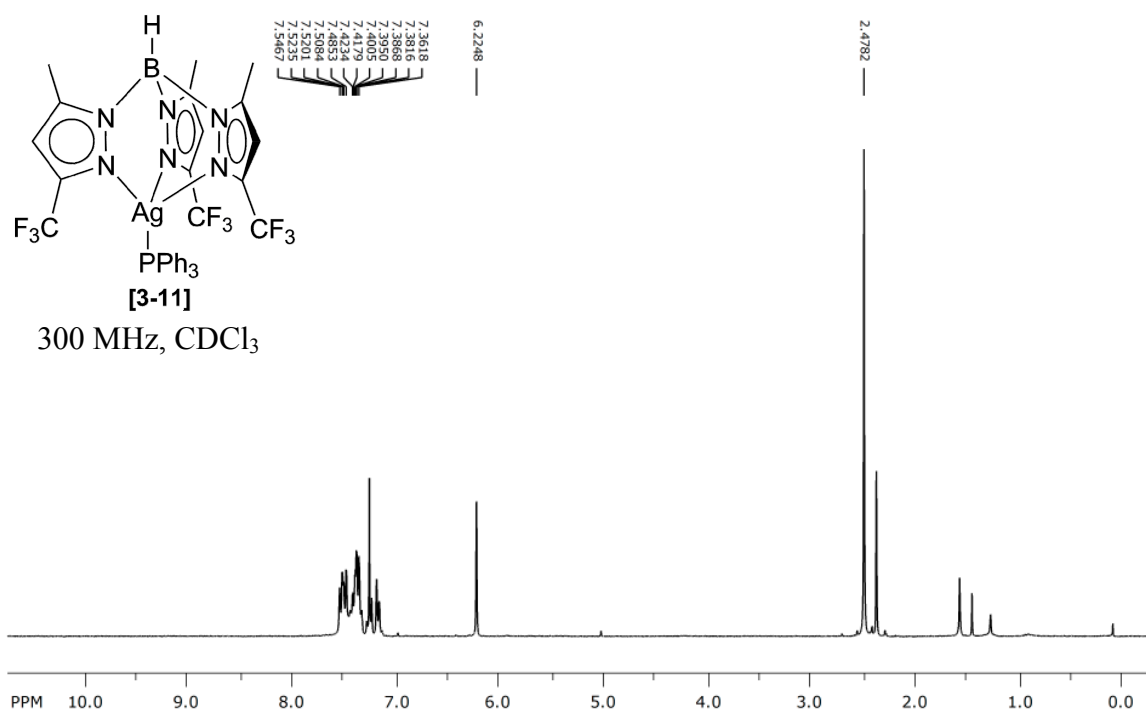 H
B
N
N
N
N
N
N
Ag
F3C
CF3
CF3
PPh3
[3-11]
300 MHz, CDCl3
7.5467
7.5235
7.5201
7.5084
7.4853
7.4234
7.4179
7.4005
7.3950
7.3868
7.3816
7.3618
6.2248
2.4782
PPM 10.0 9.0 8.0 7.0 6.0 5.0 4.0 3.0 2.0 1.0 0.0